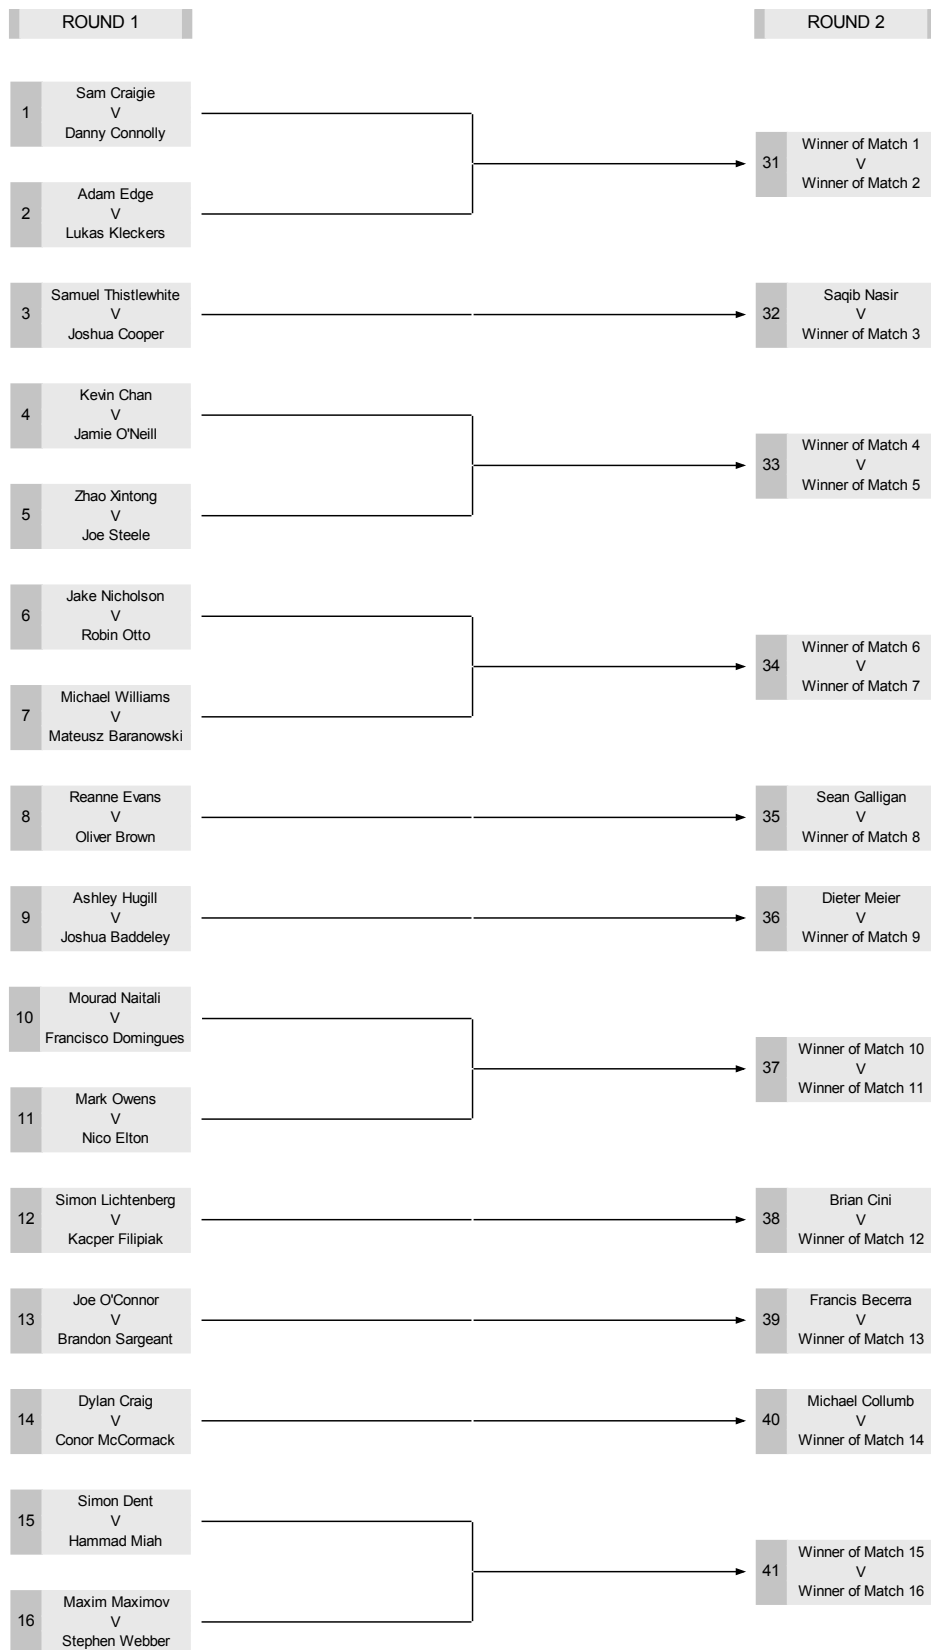 ROUND 1
ROUND 2
1
Sam Craigie
V
Danny Connolly
2
Adam Edge
V
Lukas Kleckers
31
Winner of Match 1
V
Winner of Match 2
3
Samuel Thistlewhite
V
Joshua Cooper
32
Saqib Nasir
V
Winner of Match 3
4
Kevin Chan
V
Jamie O'Neill
5
Zhao Xintong
V
Joe Steele
33
Winner of Match 4
V
Winner of Match 5
6
Jake Nicholson
V
Robin Otto
7
Michael Williams
V
Mateusz Baranowski
34
Winner of Match 6
V
Winner of Match 7
8
Reanne Evans
V
Oliver Brown
35
Sean Galligan
V
Winner of Match 8
9
Ashley Hugill
V
Joshua Baddeley
36
Dieter Meier
V
Winner of Match 9
10
Mourad Naitali
V
Francisco Domingues
11
Mark Owens
V
Nico Elton
37
Winner of Match 10
V
Winner of Match 11
12
Simon Lichtenberg
V
Kacper Filipiak
38
Brian Cini
V
Winner of Match 12
13
Joe O'Connor
V
Brandon Sargeant
39
Francis Becerra
V
Winner of Match 13
14
Dylan Craig
V
Conor McCormack
40
Michael Collumb
V
Winner of Match 14
15
Simon Dent
V
Hammad Miah
16
Maxim Maximov
V
Stephen Webber
41
Winner of Match 15
V
Winner of Match 16